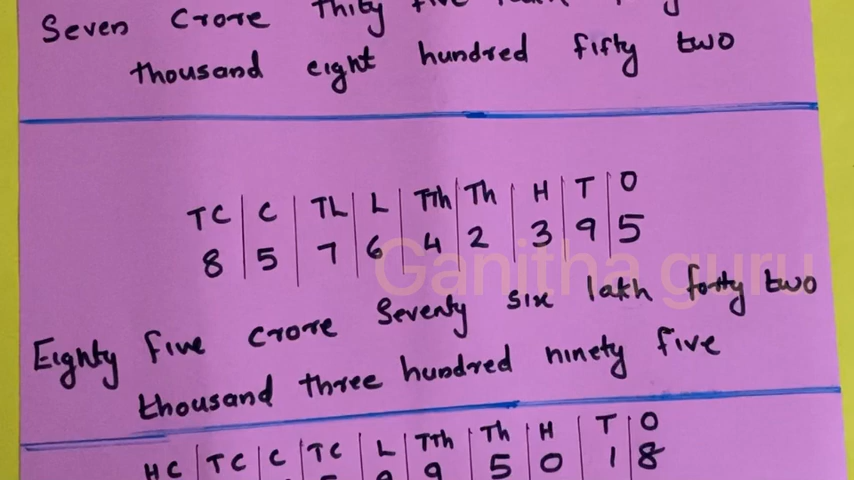 Seven Crore Thity five
thousand eight hundred fifty two
TC C TL L TTh Th H T O
8 5 7 6 4 2 3 9 5
Ganitha guru
Eighty five crore Seventy six lakh forty two
thousand three hundred ninety five
HC TC C TC L TTh Th H T O
9 5 0 1 8